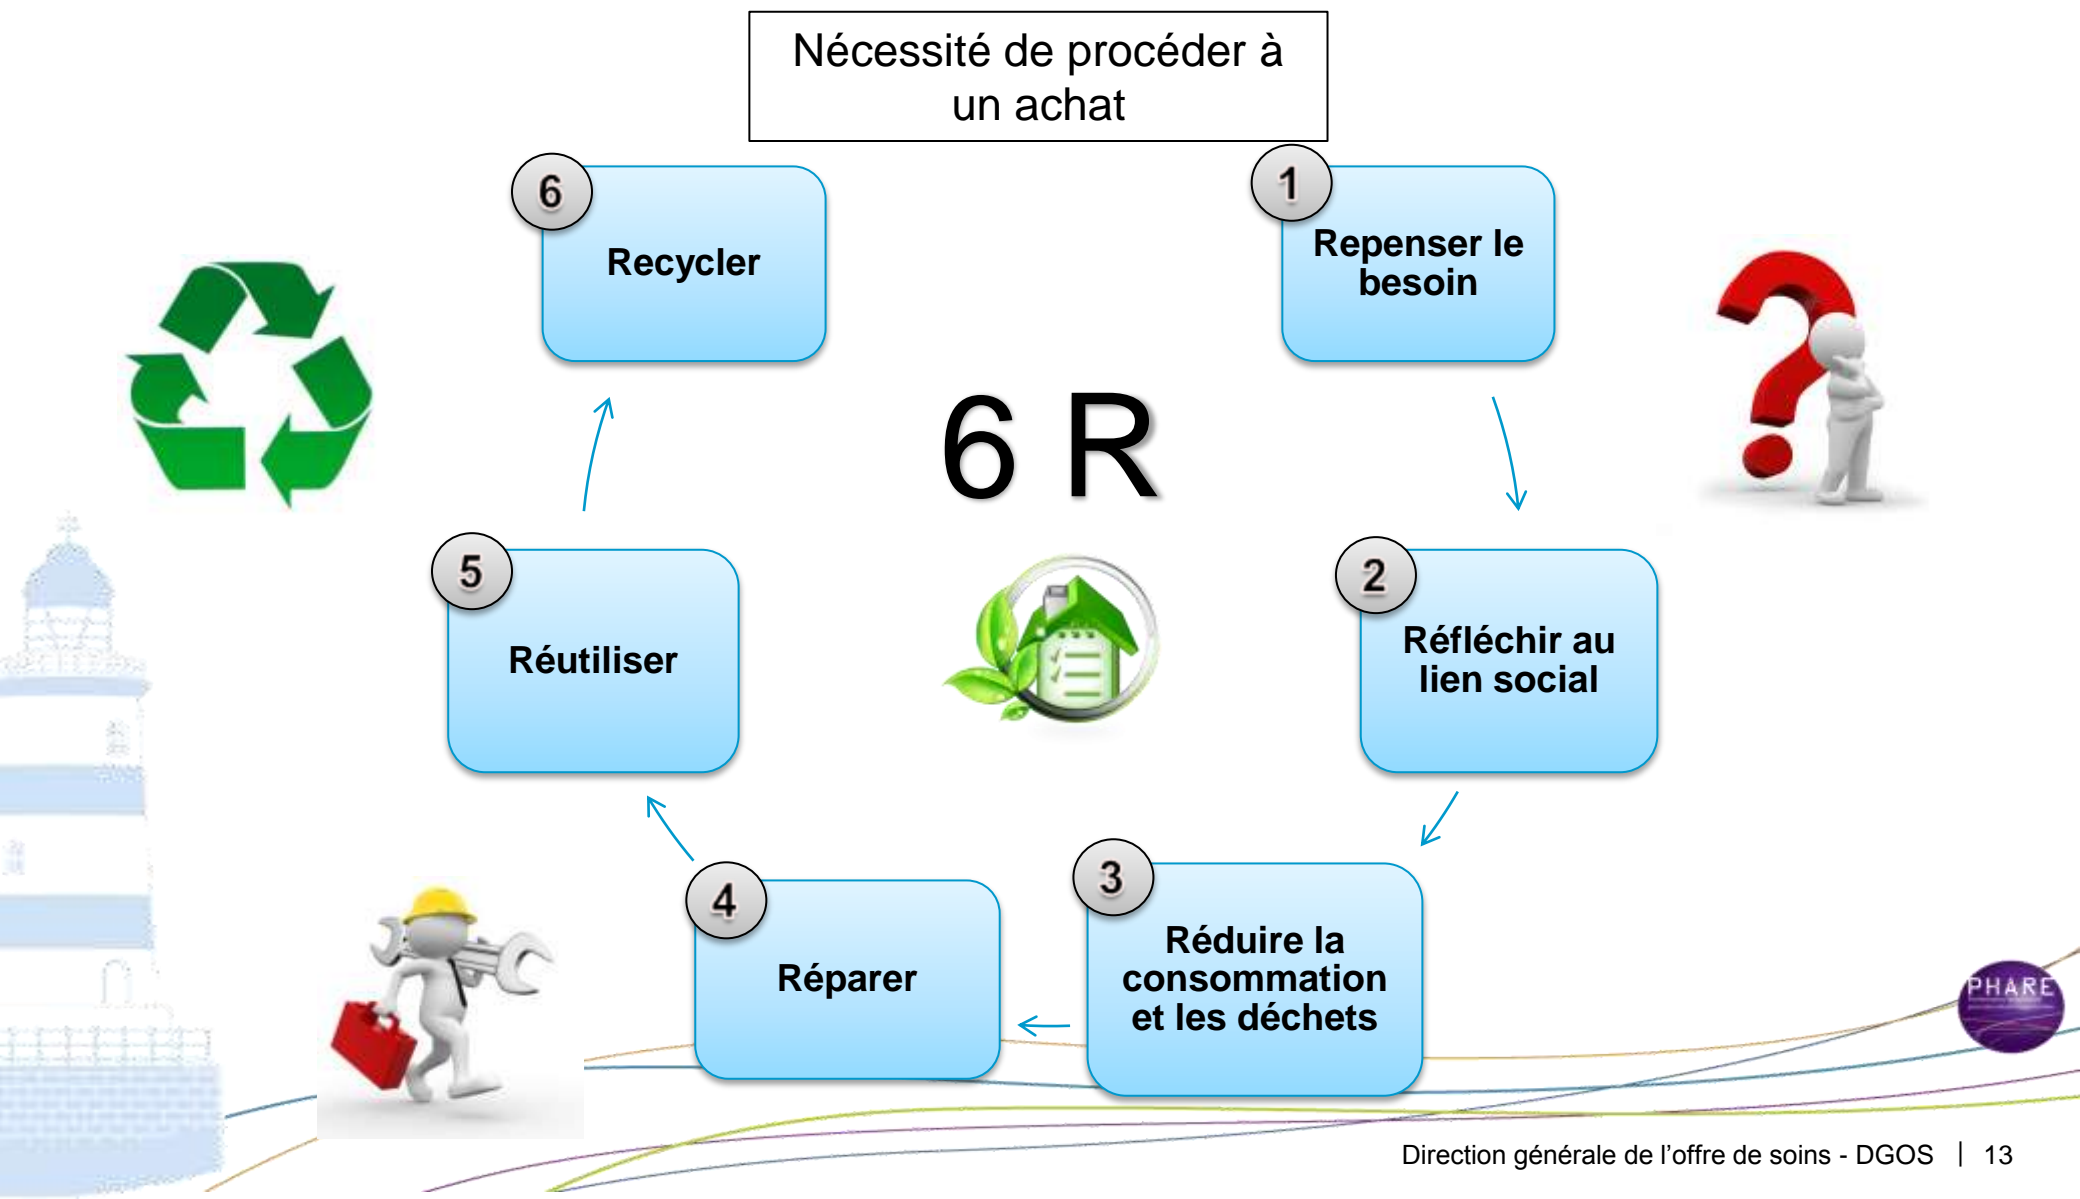 Nécessité de procéder à
un achat
1
Repenser le
besoin
2
Réfléchir au
lien social
3
Réduire la
consommation
et les déchets
4
Réparer
5
Réutiliser
6
Recycler
6 R
PHARE
Direction générale de l’offre de soins - DGOS | 13